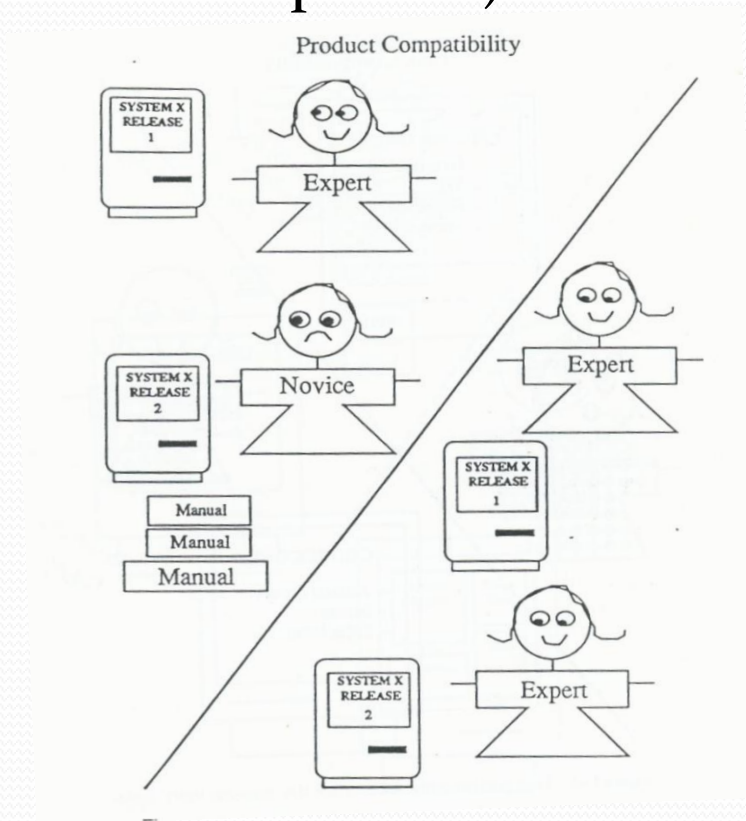 Product Compatibility
SYSTEM X
RELEASE
1
Expert
Novice
SYSTEM X
RELEASE
2
Manual
Manual
Manual
Expert
SYSTEM X
RELEASE
1
SYSTEM X
RELEASE
2
Expert